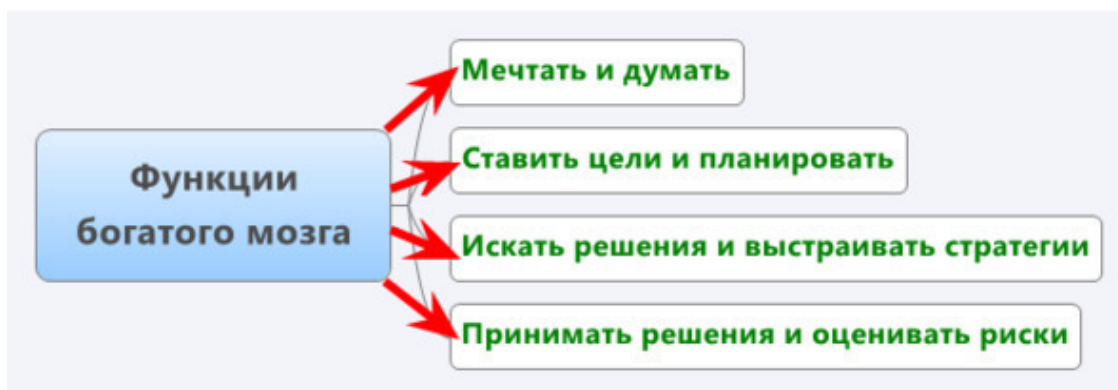 Функции
богатого мозга
Мечтать и думать
Ставить цели и планировать
Искать решения и выстраивать стратегии
Принимать решения и оценивать риски